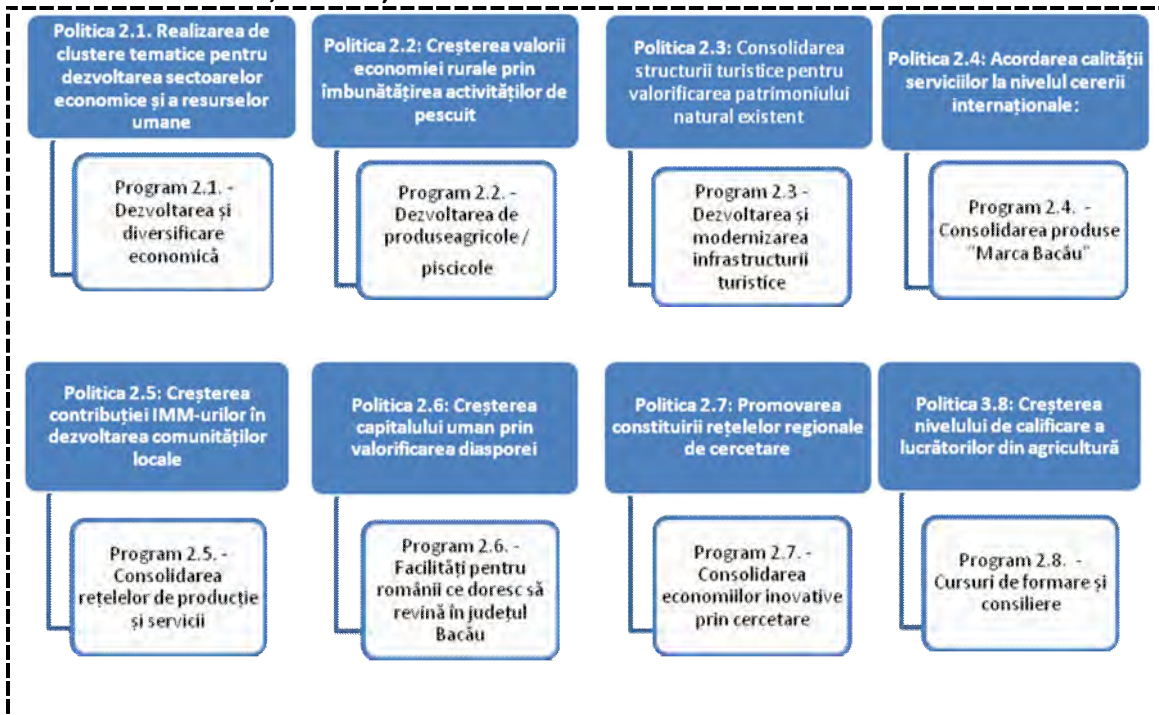 Politica 2.1. Realizarea de
clustere tematice pentru
dezvoltarea sectoarelor
economice și a resurselor
umane
Program 2.1. -
Dezvoltarea și
diversificare
economică
Politica 2.2: Creșterea valorii
economiei rurale prin
îmbunătățirea activităților de
pescuit
Program 2.2. -
Dezvoltarea de
produseagricole /
piscicole
Politica 2.3: Consolidarea
structurii turistice pentru
valorificarea patrimoniului
natural existent
Program 2.3 -
Dezvoltarea și
modernizarea
infrastructurii
turistice
Politica 2.4: Acordarea calității
serviciilor la nivelul cererii
internaționale:
Program 2.4. -
Consolidarea produse
"Marca Bacău"
Politica 2.5: Creșterea
contribuției IMM-urilor în
dezvoltarea comunităților
locale
Program 2.5. -
Consolidarea
rețelelor de producție
și servicii
Politica 2.6: Creșterea
capitalului uman prin
valorificarea diasporei
Program 2.6. -
Facilități pentru
românii ce doresc să
revină în județul
Bacău
Politica 2.7: Promovarea
constituirii rețelelor regionale
de cercetare
Program 2.7. -
Consolidarea
economiilor inovative
prin cercetare
Politica 3.8: Creșterea
nivelului de calificare a
lucrătorilor din agricultură
Program 2.8. -
Cursuri de formare și
consiliere